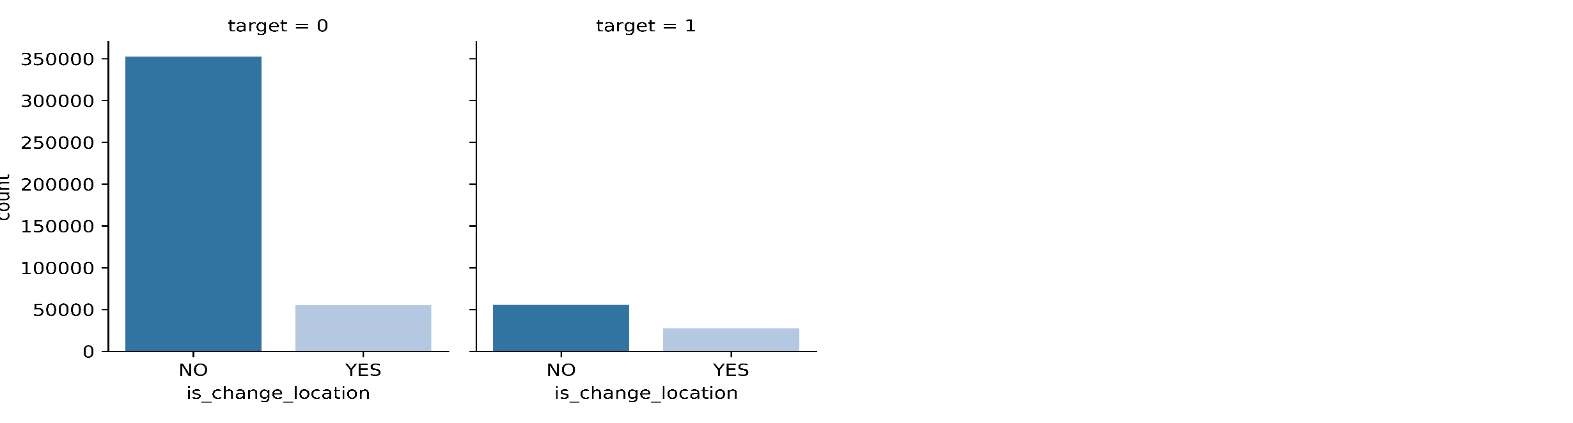 target = 0
target = 1
350000
300000
250000
200000
150000
100000
50000
0
count
NO
YES
NO
YES
is_change_location
is_change_location